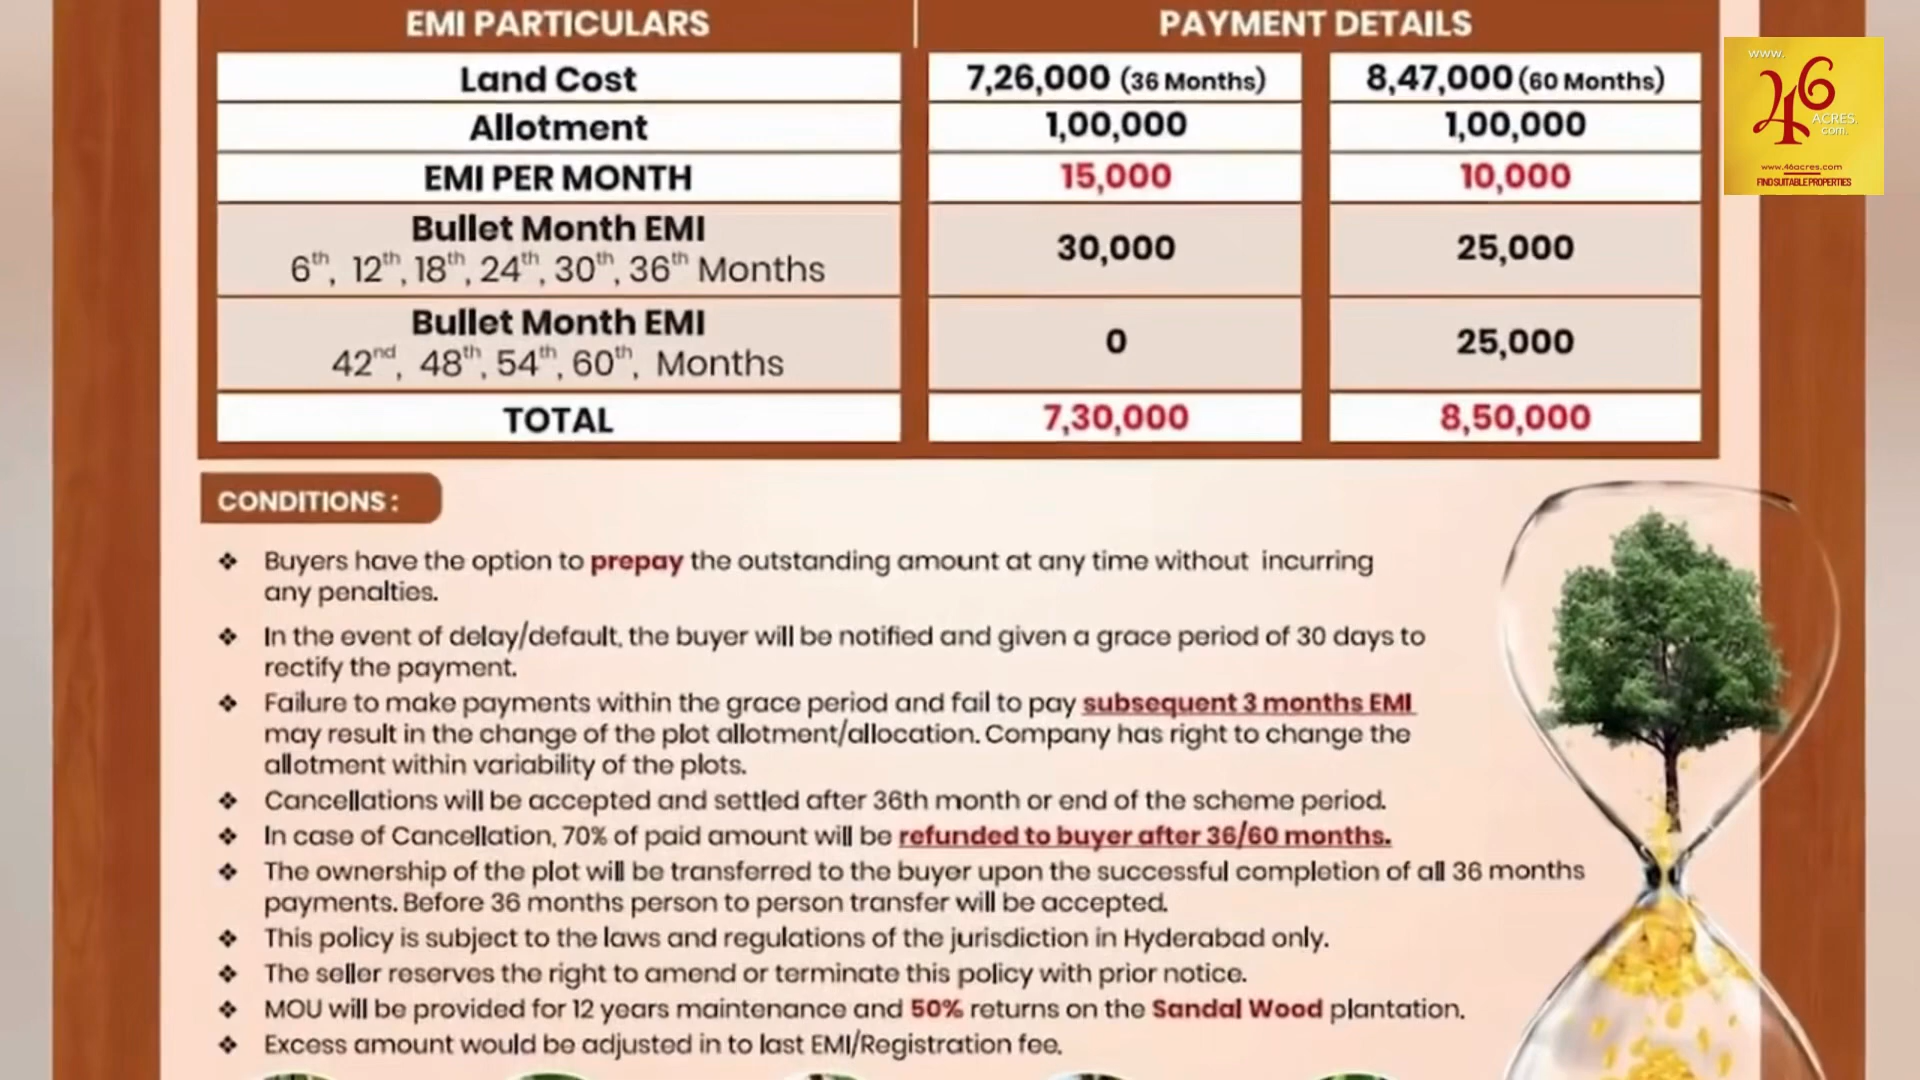 EMI PARTICULARS PAYMENT DETAILS
Land Cost 7,26,000 (36 Months) 8,47,000 (60 Months)
Allotment 1,00,000 1,00,000
EMI PER MONTH 15,000 10,000
Bullet Month EMI
6th, 12th, 18th, 24th, 30th, 36th Months 30,000 25,000
Bullet Month EMI
42nd, 48th, 54th, 60th, Months 0 25,000
TOTAL 7,30,000 8,50,000
www.
46
ACRES.
com.
www.46acres.com
FIND SUITABLE PROPERTIES
CONDITIONS :
❖ Buyers have the option to prepay the outstanding amount at any time without incurring
any penalties.
❖ In the event of delay/default, the buyer will be notified and given a grace period of 30 days to
rectify the payment.
❖ Failure to make payments within the grace period and fail to pay subsequent 3 months EMI
may result in the change of the plot allotment/allocation. Company has right to change the
allotment within variability of the plots.
❖ Cancellations will be accepted and settled after 36th month or end of the scheme period.
❖ In case of Cancellation, 70% of paid amount will be refunded to buyer after 36/60 months.
❖ The ownership of the plot will be transferred to the buyer upon the successful completion of all 36 months
payments. Before 36 months person to person transfer will be accepted.
❖ This policy is subject to the laws and regulations of the jurisdiction in Hyderabad only.
❖ The seller reserves the right to amend or terminate this policy with prior notice.
❖ MOU will be provided for 12 years maintenance and 50% returns on the Sandal Wood plantation.
❖ Excess amount would be adjusted in to last EMI/Registration fee.